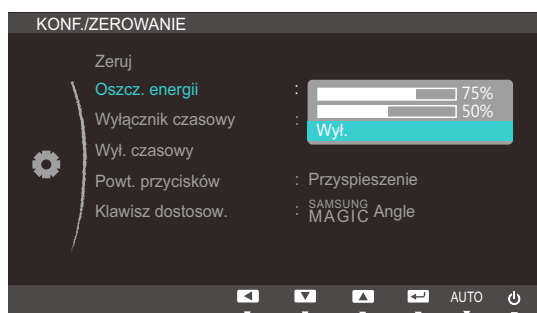 KONF./ZEROWANIE
Zeruj
Oszcz. energii : 75%
50%
Wyłącznik czasowy : Wył.
Wył. czasowy
Powt. przycisków : Przyspieszenie
Klawisz dostosow. : SAMSUNG MAGIC Angle
AUTO